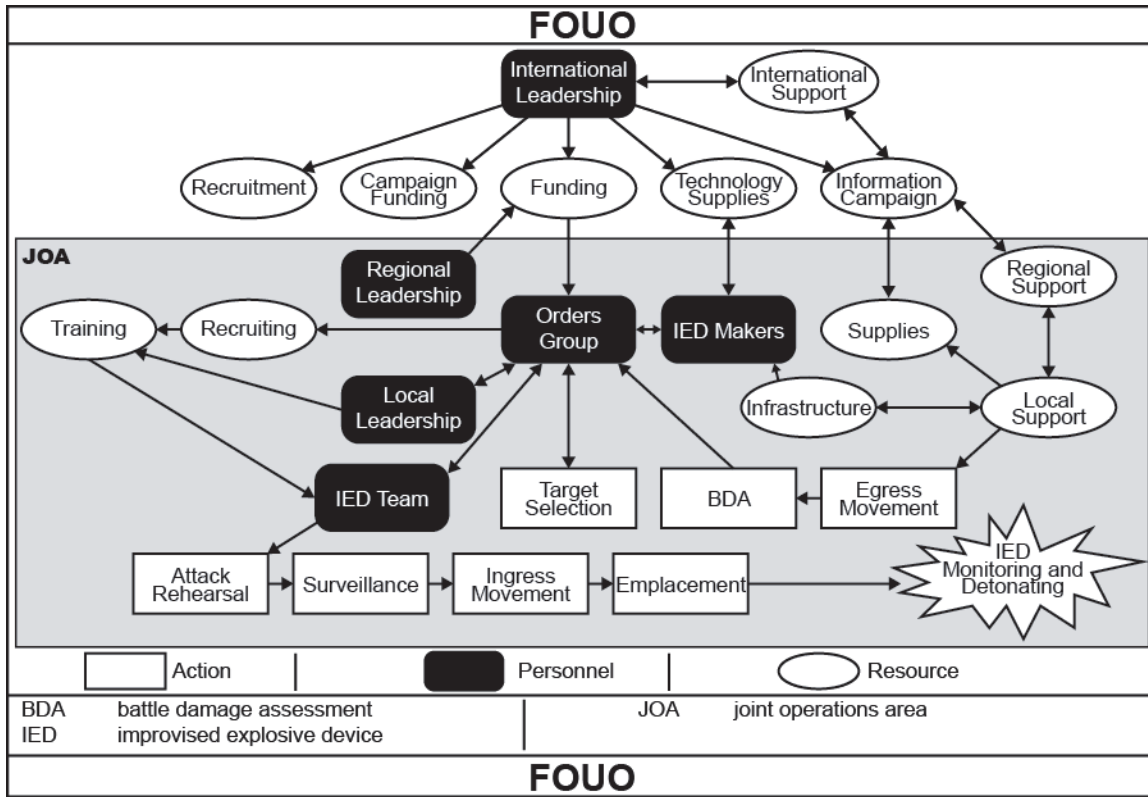 FOUO
International
Leadership
International
Support
Recruitment
Campaign
Funding
Funding
Technology
Supplies
Information
Campaign
JOA
Regional
Leadership
Regional
Support
Training
Recruiting
Orders
Group
IED Makers
Supplies
Local
Leadership
Infrastructure
Local
Support
IED Team
Target
Selection
BDA
Egress
Movement
Attack
Rehearsal
Surveillance
Ingress
Movement
Emplacement
IED
Monitoring and
Detonating
Action
Personnel
Resource
BDA battle damage assessment
JOA joint operations area
IED improvised explosive device
FOUO